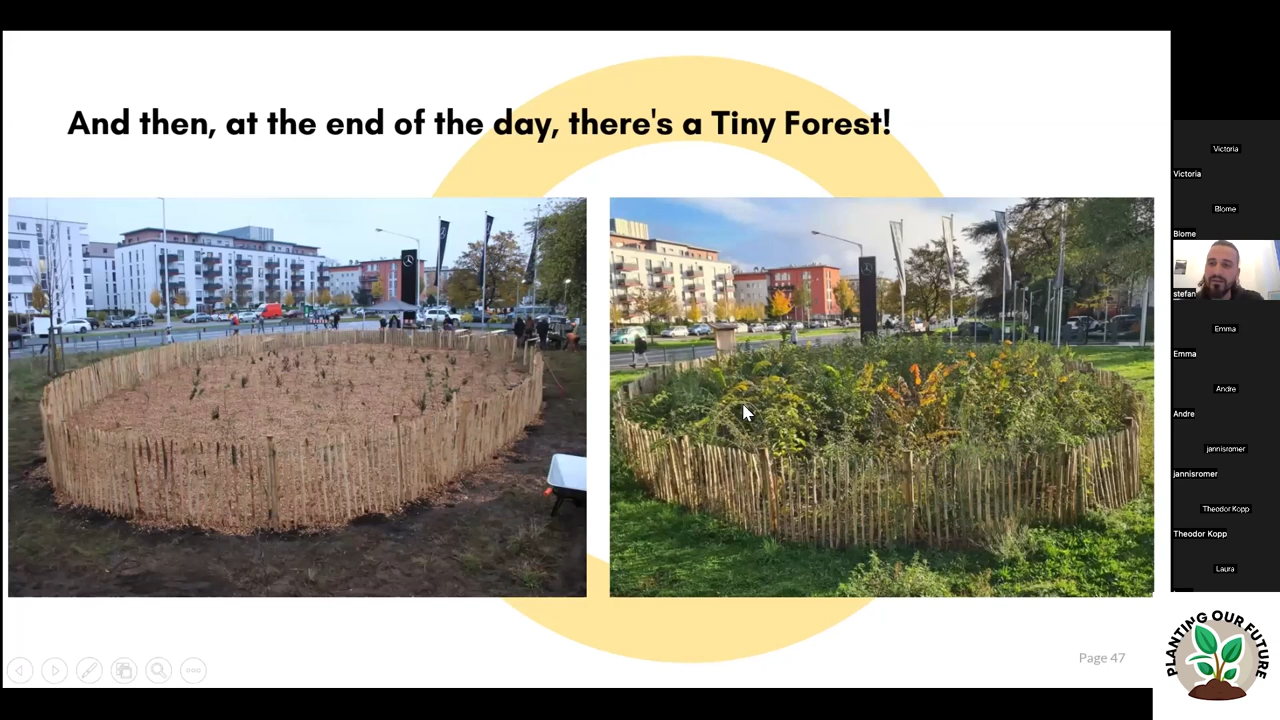 And then, at the end of the day, there's a Tiny Forest!
Victoria
Victoria
Blome
Blome
stefan
Emma
Emma
Andre
Andre
jannisromer
jannisromer
Theodor Kopp
Theodor Kopp
Laura
Page 47
PLANTING OUR FUTURE